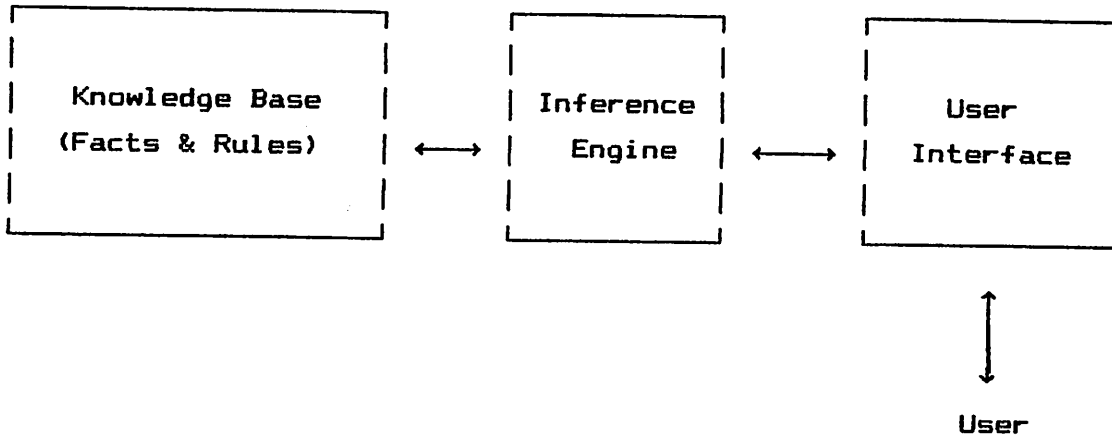 Knowledge Base
(Facts & Rules)
Inference
Engine
User
Interface
User